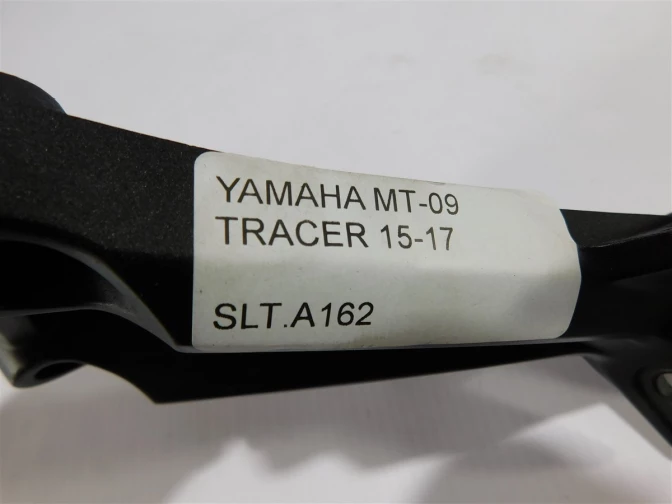 YAMAHA MT-09
TRACER 15-17
SLT.A162